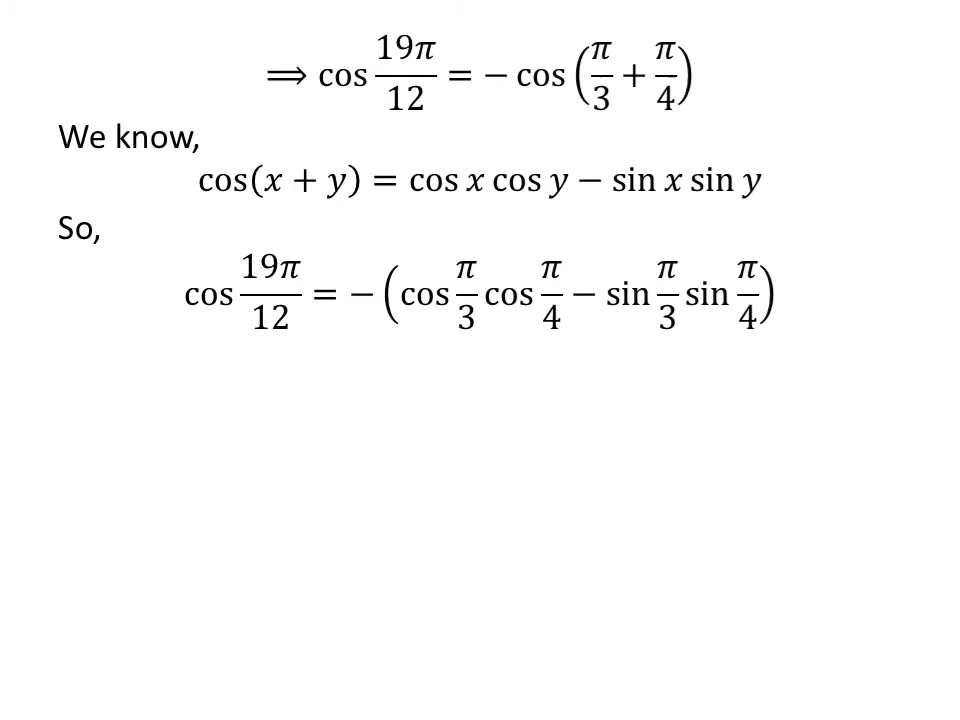 ⟹ cos 19π/12 = − cos (π/3 + π/4)
We know,
cos(x + y) = cos x cos y − sin x sin y
So,
cos 19π/12 = − (cos π/3 cos π/4 − sin π/3 sin π/4)